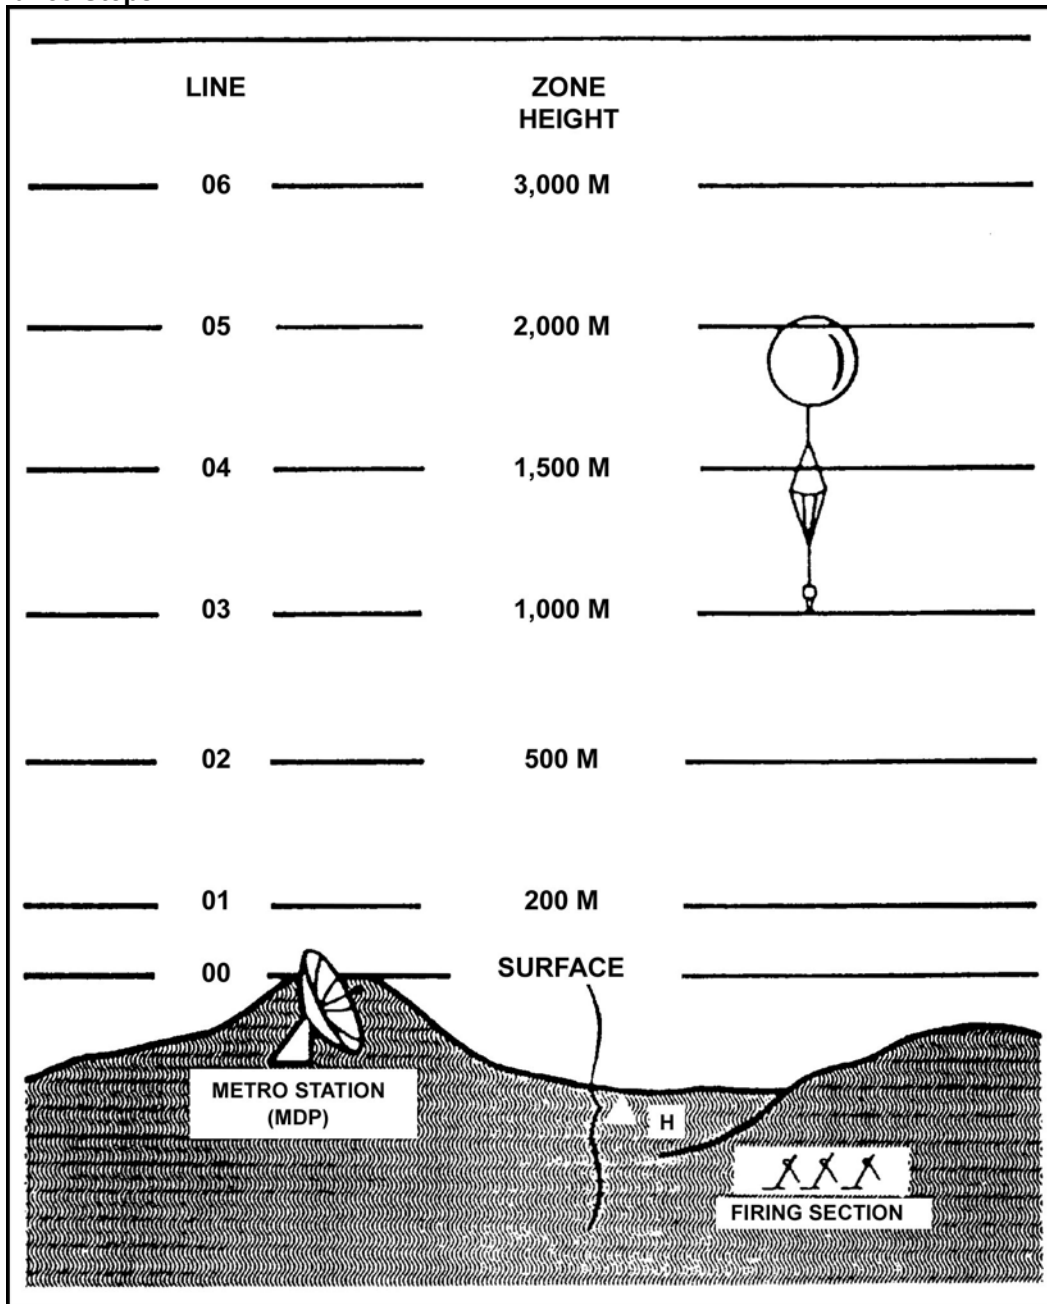 LINE ZONE
HEIGHT
06 3,000 M
05 2,000 M
04 1,500 M
03 1,000 M
02 500 M
01 200 M
00 SURFACE
METRO STATION
(MDP)
H
FIRING SECTION